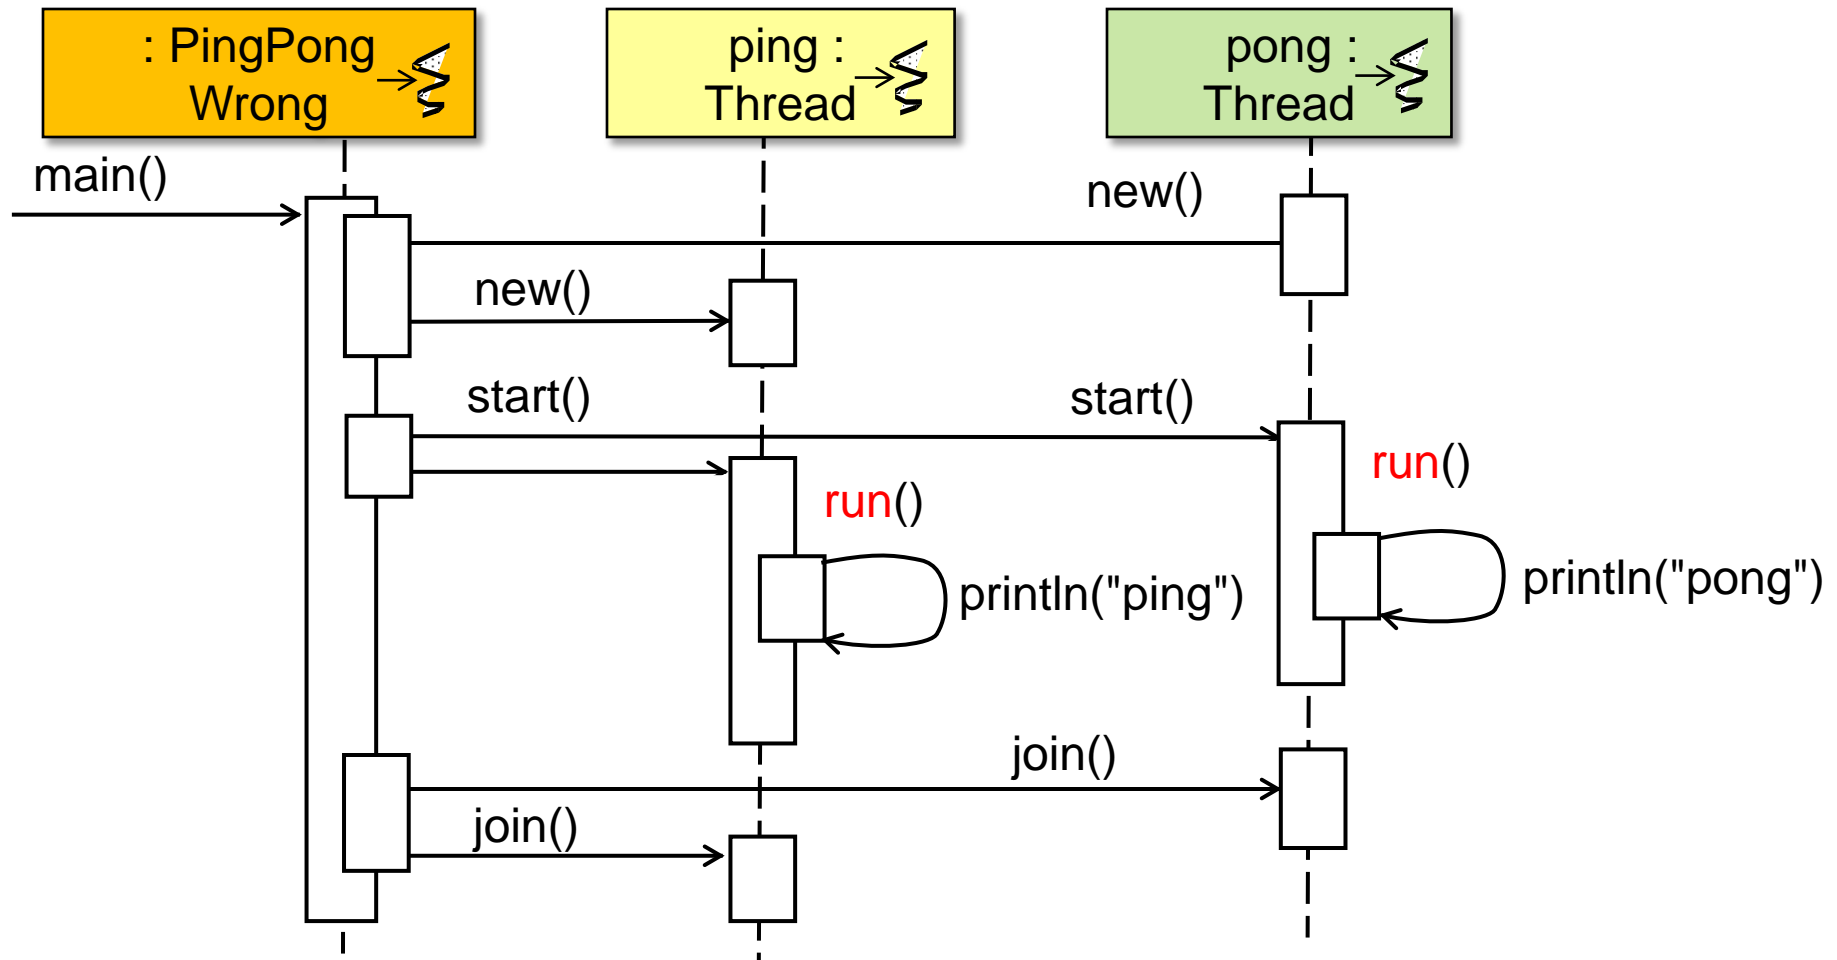 : PingPong
Wrong
ping :
Thread
pong :
Thread
main()
new()
new()
start()
start()
run()
run()
println("ping")
println("pong")
join()
join()